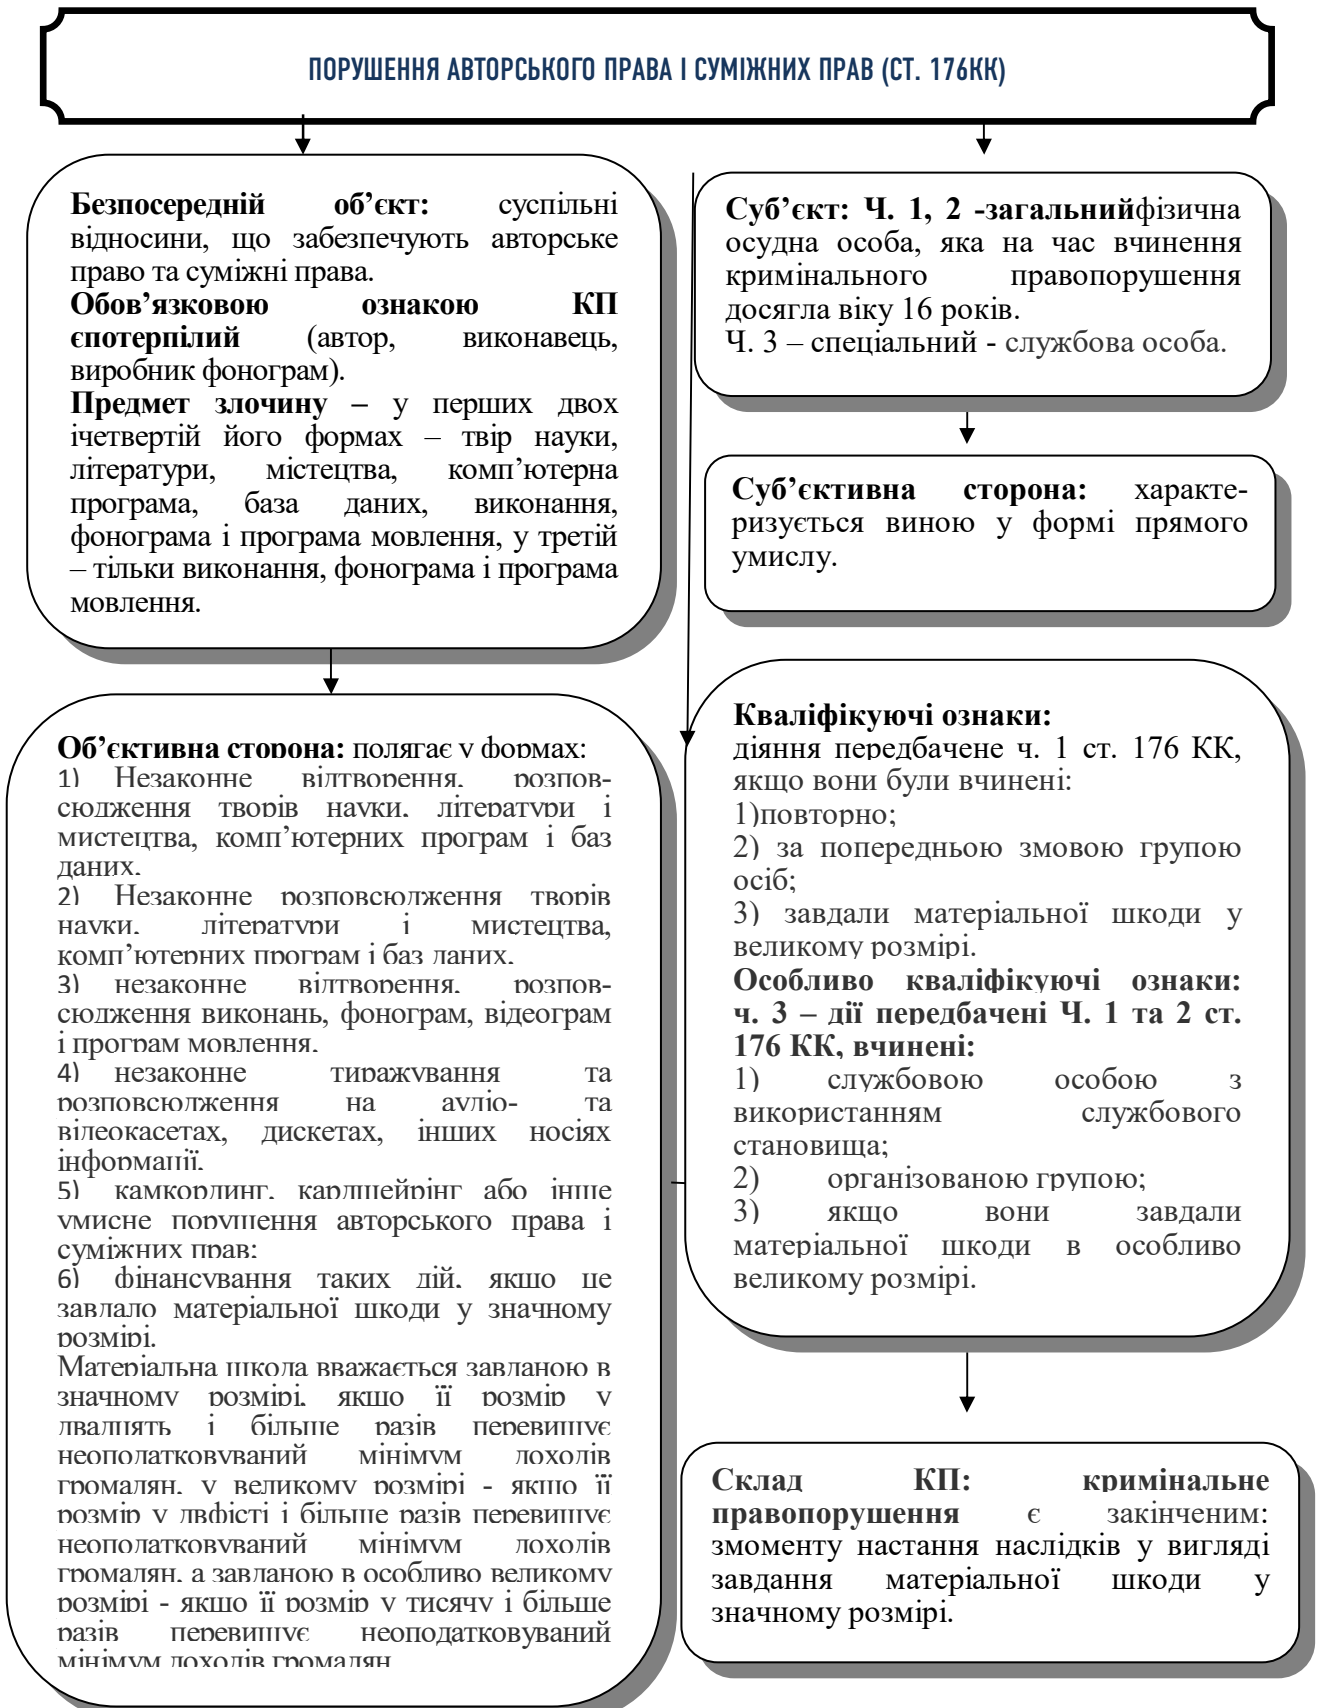 ПОРУШЕННЯ АВТОРСЬКОГО ПРАВА І СУМІЖНИХ ПРАВ (СТ. 176КК)
Безпосередній об’єкт: суспільні
відносини, що забезпечують авторське
право та суміжні права.
Обов’язковою ознакою КП
єпотерпілий (автор, виконавець,
виробник фонограм).
Предмет злочину – у перших двох
ічетвертій його формах – твір науки,
літератури, містецтва, комп’ютерна
програма, база даних, виконання,
фонограма і програма мовлення, у третій
– тільки виконання, фонограма і програма
мовлення.
Об’єктивна сторона: полягає у формах:
1) Незаконне відтворення, розпов-
сюдження творів науки, літератури і
мистецтва, комп’ютерних програм і баз
даних.
2) Незаконне розповсюдження творів
науки, літератури і мистецтва,
комп’ютерних програм і баз даних.
3) незаконне відтворення, розпов-
сюдження виконань, фонограм, відеограм
і програм мовлення.
4) незаконне тиражування та
розповсюдження на аудіо- та
відеокасетах, дискетах, інших носіях
інформації.
5) камкординг, кардшейрінг або інше
умисне порушення авторського права і
суміжних прав;
6) фінансування таких дій, якщо це
завдало матеріальної шкоди у значному
розмірі.
Матеріальна шкода вважається завданою в
значному розмірі, якщо її розмір у
двадцять і більше разів перевищує
неоподатковуваний мінімум доходів
громадян, у великому розмірі - якщо її
розмір у двфісті і більше разів перевищує
неоподатковуваний мінімум доходів
громадян, а завданою в особливо великому
розмірі - якщо її розмір у тисячу і більше
разів перевищує неоподатковуваний
мінімум доходів громадян
Суб’єкт: Ч. 1, 2 -загальнийфізична
осудна особа, яка на час вчинення
кримінального правопорушення
досягла віку 16 років.
Ч. 3 – спеціальний - службова особа.
Суб’єктивна сторона: характе-
ризується виною у формі прямого
умислу.
Кваліфікуючі ознаки:
діяння передбачене ч. 1 ст. 176 КК,
якщо вони були вчинені:
1)повторно;
2) за попередньою змовою групою
осіб;
3) завдали матеріальної шкоди у
великому розмірі.
Особливо кваліфікуючі ознаки:
ч. 3 – дії передбачені Ч. 1 та 2 ст.
176 КК, вчинені:
1) службовою особою з
використанням службового
становища;
2) організованою групою;
3) якщо вони завдали
матеріальної шкоди в особливо
великому розмірі.
Склад КП: кримінальне
правопорушення є закінченим:
змоменту настання наслідків у вигляді
завдання матеріальної шкоди у
значному розмірі.